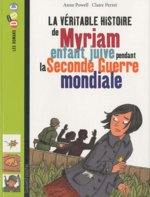 Anne Powell Claire Perret
LA VÉRITABLE HISTOIRE
de Myriam
enfant juive pendant
la Seconde Guerre
mondiale